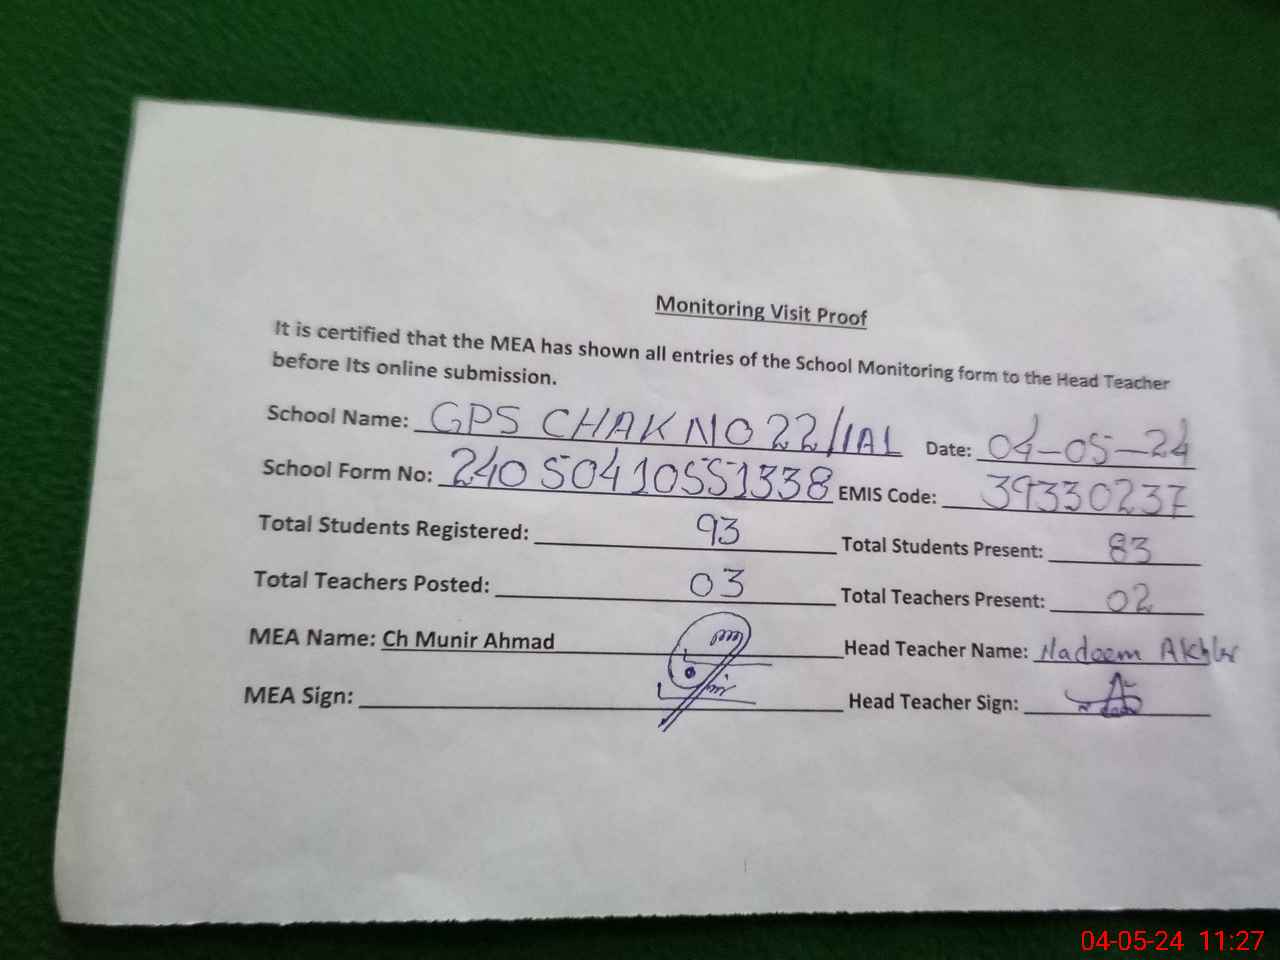 Monitoring Visit Proof
It is certified that the MEA has shown all entries of the School Monitoring form to the Head Teacher
before Its online submission.
School Name: GPS CHAK NO 22/1AL Date: 04-05-24
School Form No: 24050410551338 EMIS Code: 39330237
Total Students Registered: 93 Total Students Present: 83
Total Teachers Posted: 03 Total Teachers Present: 02
MEA Name: Ch Munir Ahmad Head Teacher Name: Nadeem Akhter
MEA Sign: Head Teacher Sign:
04-05-24 11:27